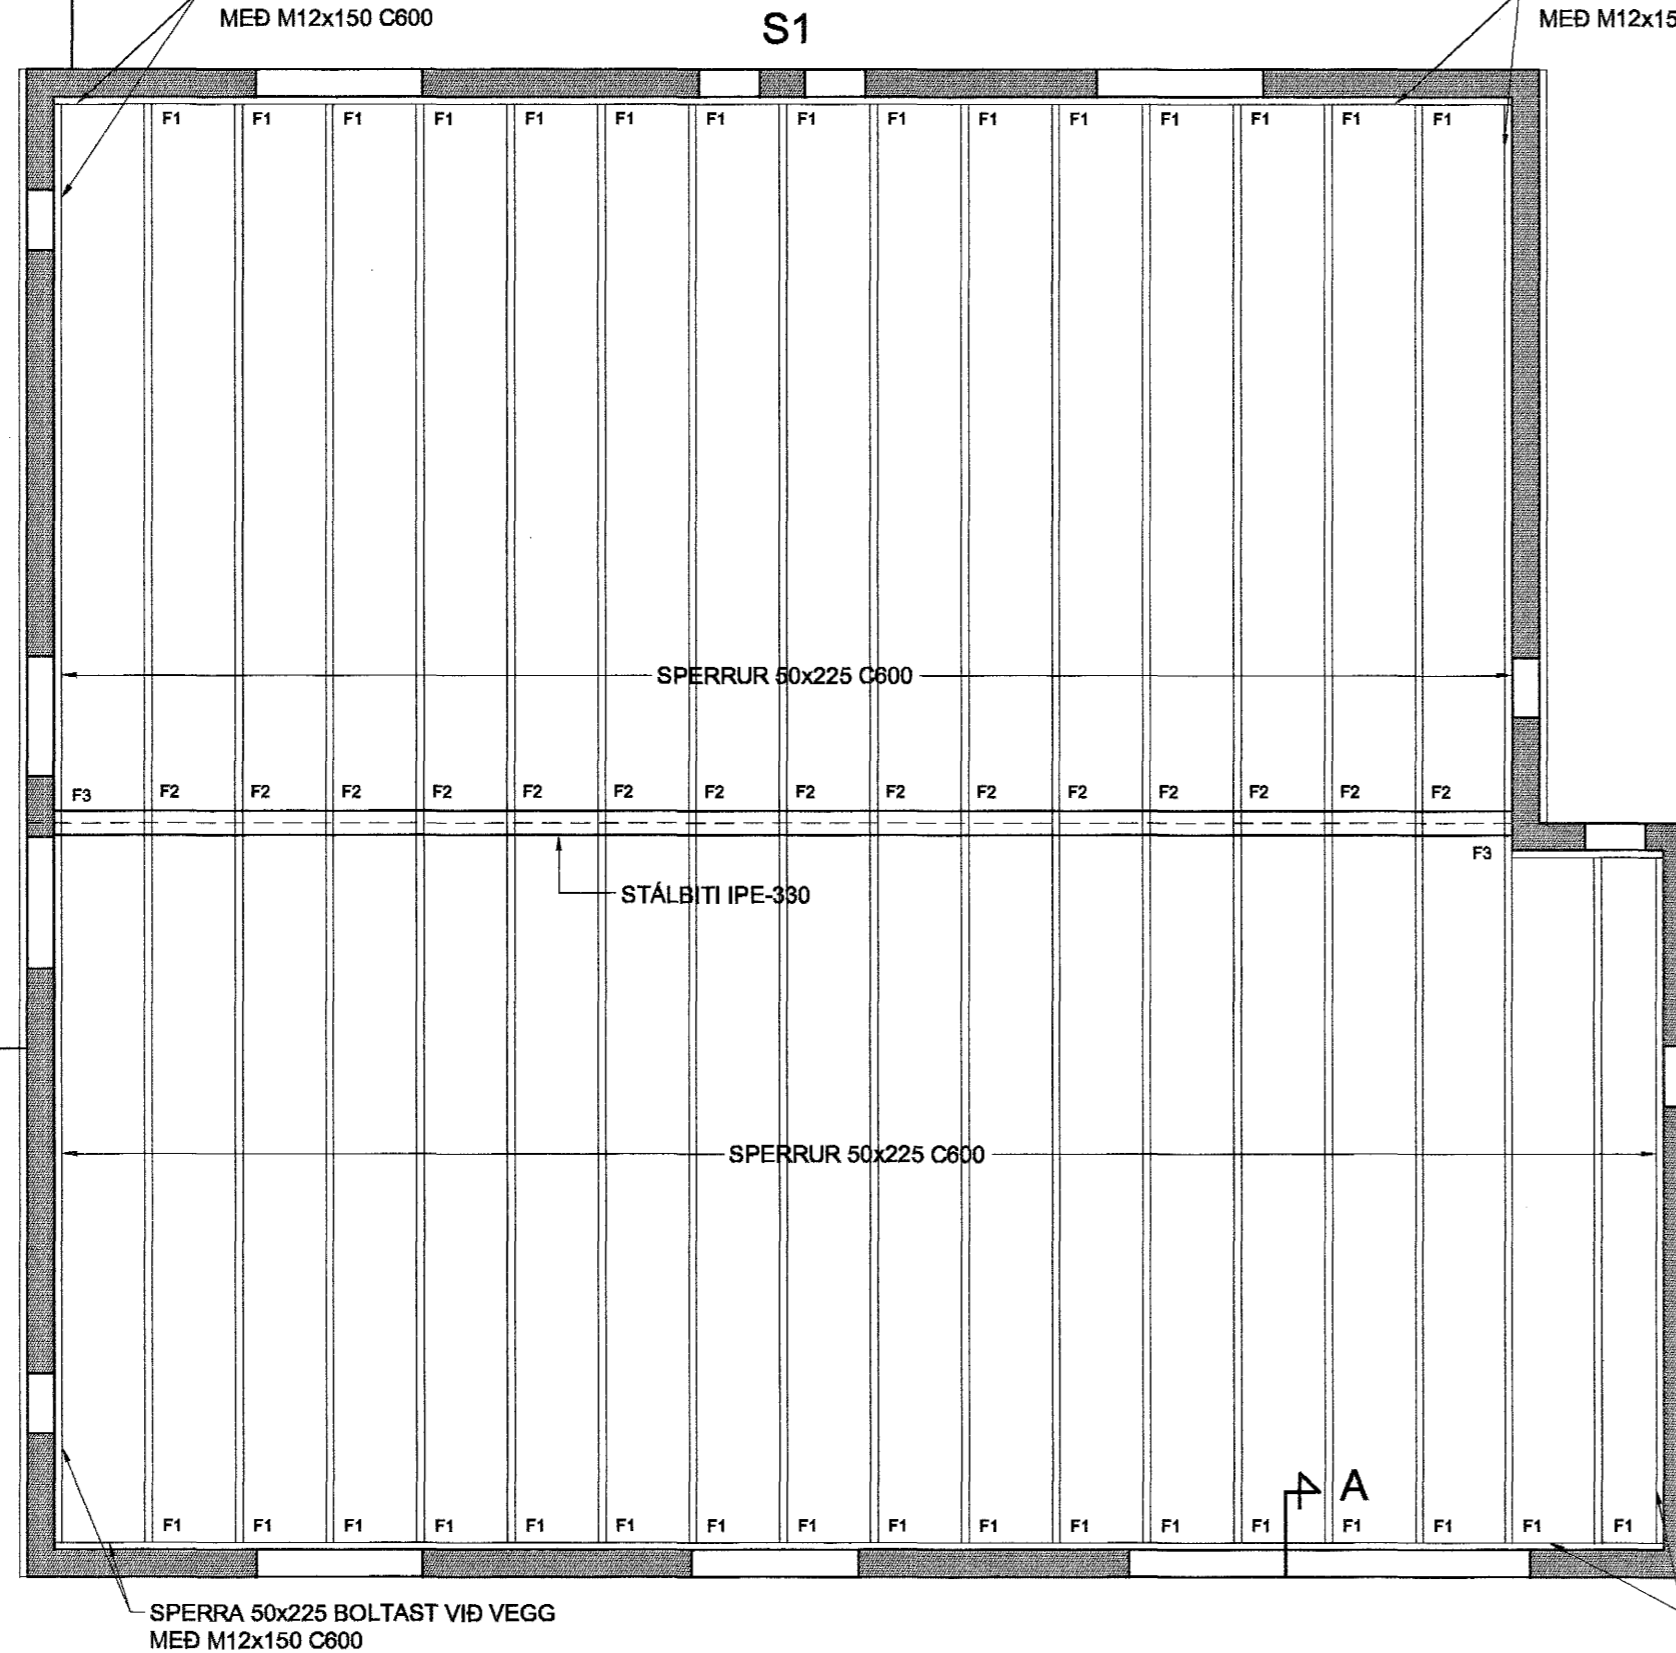 MEÐ M12x150 C600
S1
MEÐ M12x15
F1 F1 F1 F1 F1 F1 F1 F1 F1 F1 F1 F1 F1 F1 F1
SPERRUR 50x225 C600
F3 F2 F2 F2 F2 F2 F2 F2 F2 F2 F2 F2 F2 F2 F2 F2
F3
STÁLBITI IPE-330
SPERRUR 50x225 C600
A
F1 F1 F1 F1 F1 F1 F1 F1 F1 F1 F1 F1 F1 F1 F1 F1 F1
SPERRA 50x225 BOLTAST VIÐ VEGG
MEÐ M12x150 C600